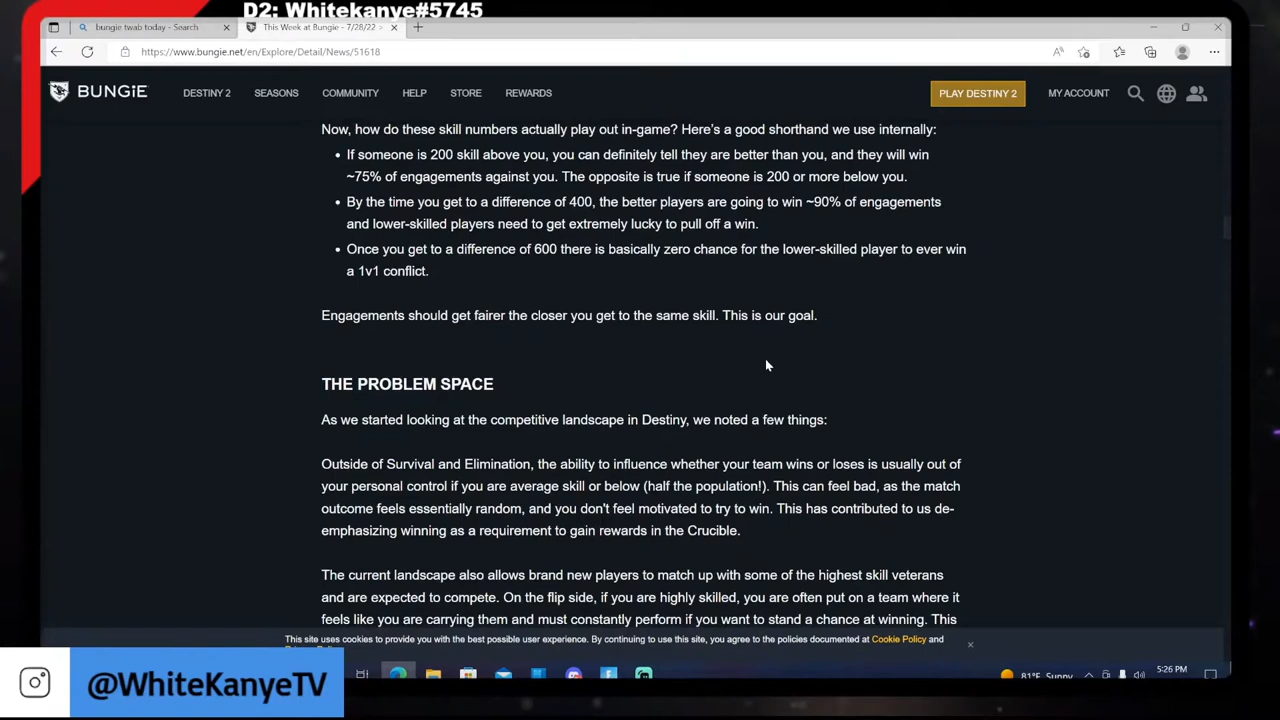 D2: Whitekanye#5745
bungie twab today - Search
This Week at Bungie - 7/28/22 >
https://www.bungie.net/en/Explore/Detail/News/51618
BUNGiE
DESTINY 2
SEASONS
COMMUNITY
HELP
STORE
REWARDS
PLAY DESTINY 2
MY ACCOUNT
Now, how do these skill numbers actually play out in-game? Here's a good shorthand we use internally:
• If someone is 200 skill above you, you can definitely tell they are better than you, and they will win
~75% of engagements against you. The opposite is true if someone is 200 or more below you.
• By the time you get to a difference of 400, the better players are going to win ~90% of engagements
and lower-skilled players need to get extremely lucky to pull off a win.
• Once you get to a difference of 600 there is basically zero chance for the lower-skilled player to ever win
a 1v1 conflict.
Engagements should get fairer the closer you get to the same skill. This is our goal.
THE PROBLEM SPACE
As we started looking at the competitive landscape in Destiny, we noted a few things:
Outside of Survival and Elimination, the ability to influence whether your team wins or loses is usually out of
your personal control if you are average skill or below (half the population!). This can feel bad, as the match
outcome feels essentially random, and you don't feel motivated to try to win. This has contributed to us de-
emphasizing winning as a requirement to gain rewards in the Crucible.
The current landscape also allows brand new players to match up with some of the highest skill veterans
and are expected to compete. On the flip side, if you are highly skilled, you are often put on a team where it
feels like you are carrying them and must constantly perform if you want to stand a chance at winning. This
This site uses cookies to provide you with the best possible user experience. By continuing to use this site, you agree to the policies documented at Cookie Policy and
81°F Sunny
5:26 PM
@WhiteKanyeTV